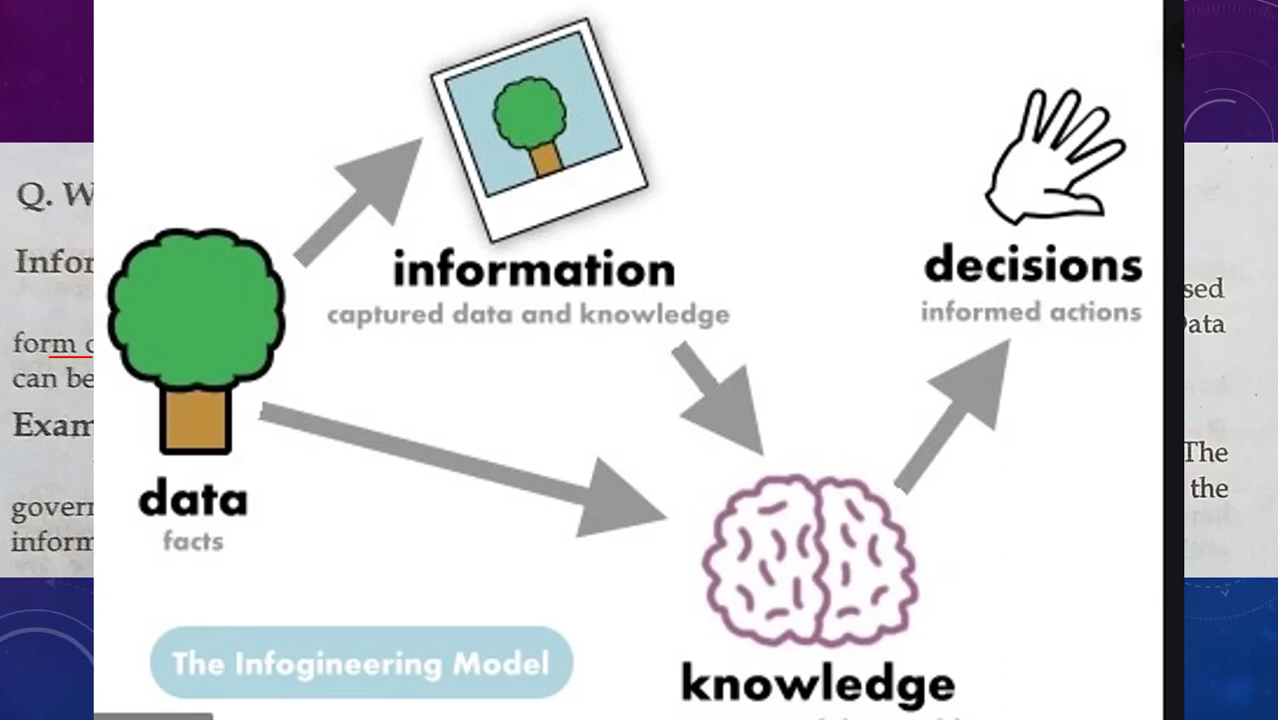 information
captured data and knowledge
decisions
informed actions
data
facts
The Infogineering Model
knowledge
Q. W
Infor
form c
can be
Exam
govern
inform
sed
Data
The
the